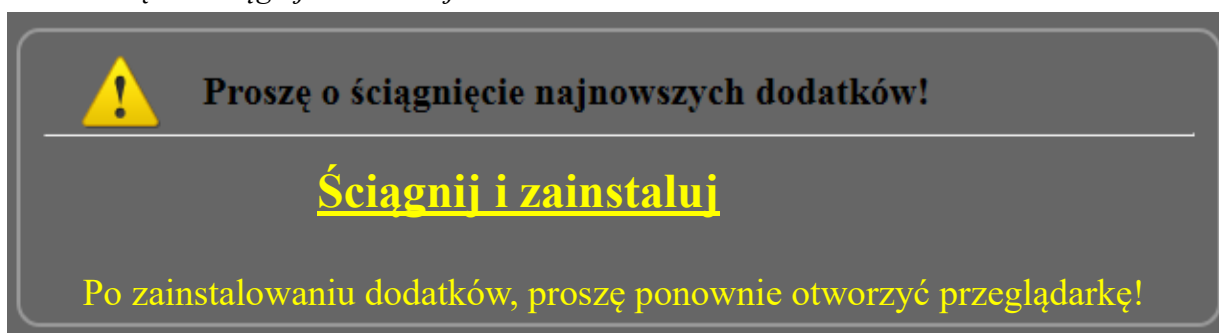 Proszę o ściągnięcie najnowszych dodatków!
Ściągnij i zainstaluj
Po zainstalowaniu dodatków, proszę ponownie otworzyć przeglądarkę!